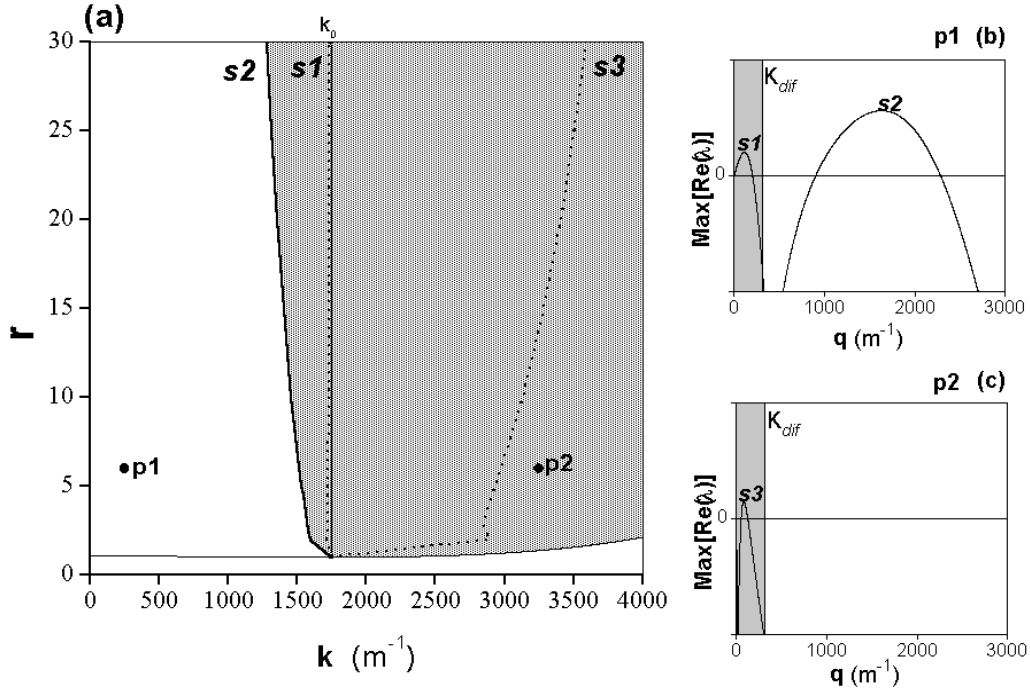 (a)
k0
s2
s1
s3
30
25
20
15
10
5
0
r
p1
p2
0 500 1000 1500 2000 2500 3000 3500 4000
k (m-1)
p1 (b)
Kdif
s1
s2
0
Max[Re(λ)]
0 1000 2000 3000
q (m-1)
p2 (c)
Kdif
s3
0
Max[Re(λ)]
0 1000 2000 3000
q (m-1)